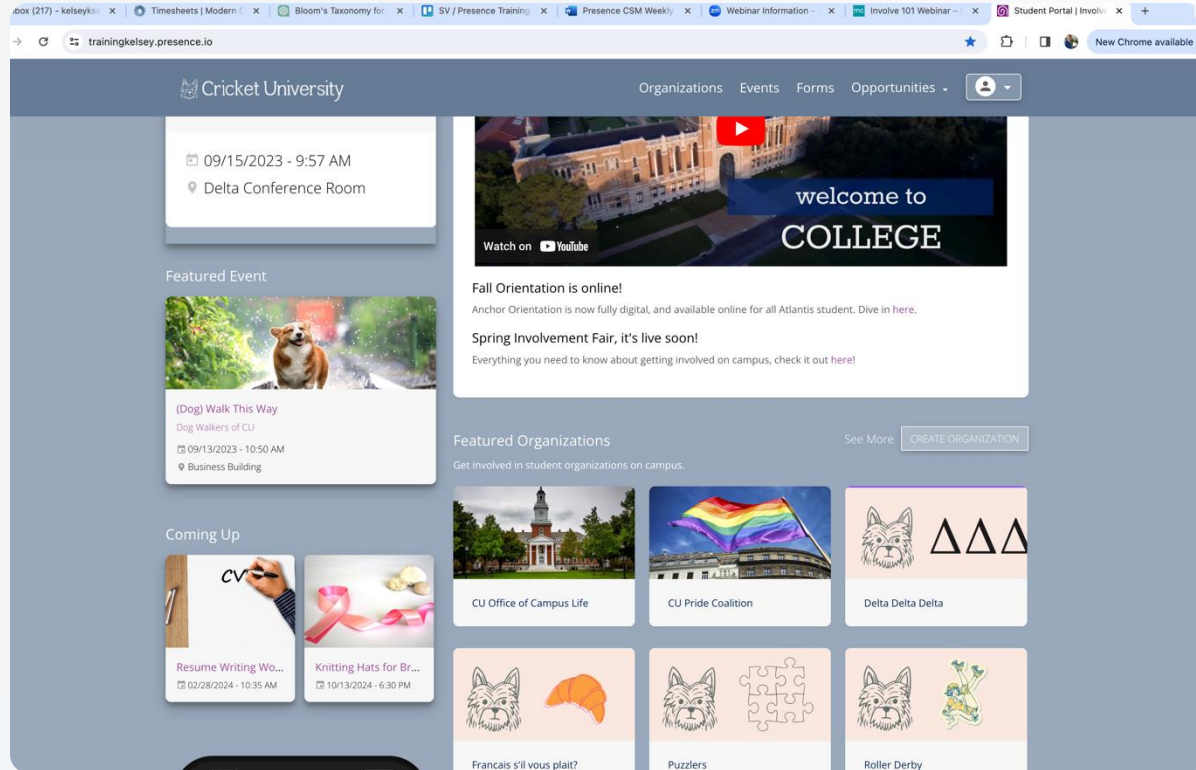 box (217) - kelseykse
Timesheets | Modern C
Bloom's Taxonomy for
SV / Presence Training
Presence CSM Weekly
Webinar Information -
Involve 101 Webinar –
Student Portal | Involve
trainingkelsey.presence.io
New Chrome available
Cricket University
Organizations Events Forms Opportunities
09/15/2023 - 9:57 AM
Delta Conference Room
welcome to
COLLEGE
Watch on YouTube
Fall Orientation is online!
Anchor Orientation is now fully digital, and available online for all Atlantis student. Dive in here.
Spring Involvement Fair, it's live soon!
Everything you need to know about getting involved on campus, check it out here!
Featured Event
(Dog) Walk This Way
Dog Walkers of CU
09/13/2023 - 10:50 AM
Business Building
Coming Up
CV
Resume Writing Wo...
02/28/2024 - 10:35 AM
Knitting Hats for Br...
10/13/2024 - 6:30 PM
Featured Organizations
See More CREATE ORGANIZATION
Get involved in student organizations on campus.
CU Office of Campus Life
CU Pride Coalition
ΔΔΔ
Delta Delta Delta
Francais s'il vous plait?
Puzzlers
Roller Derby